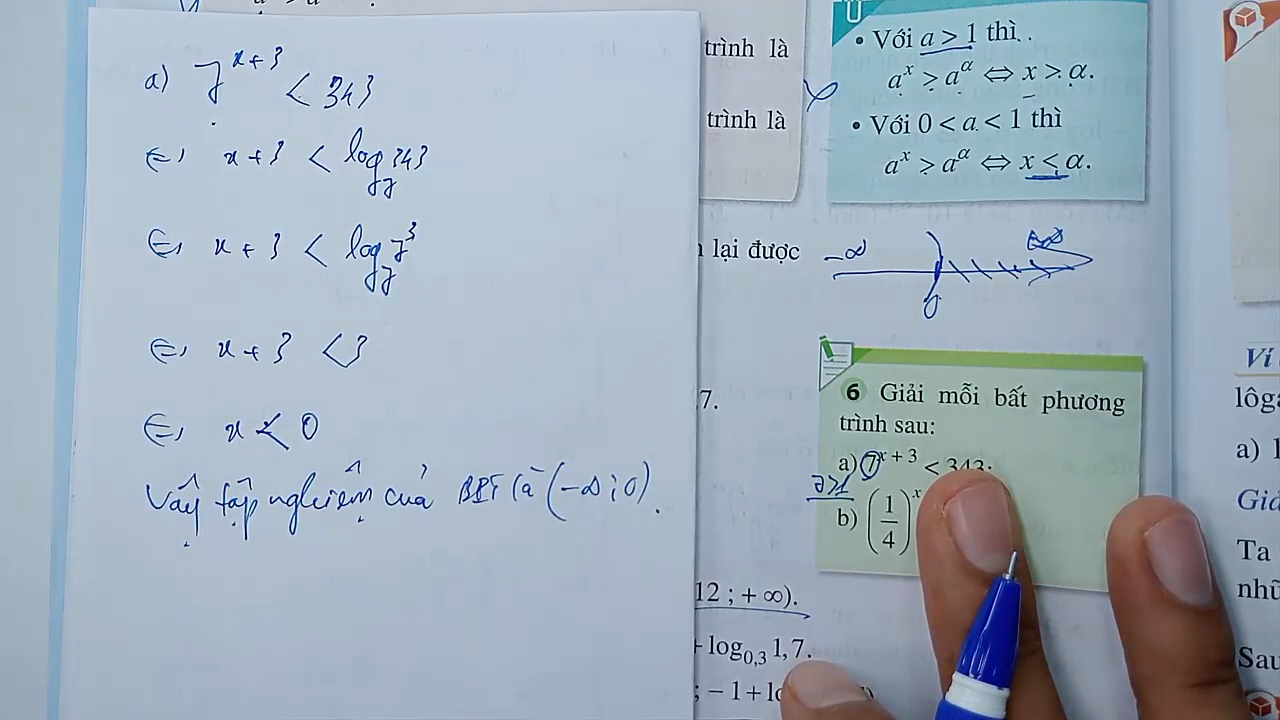 a) 7^{x+3} < 343
⇔ x+3 < log_7 343
⇔ x+3 < log_7 7^3
⇔ x+3 < 3
⇔ x < 0
Vậy tập nghiệm của BPT là (-∞; 0).
trình là
trình là
lại được
7.
12 ; + ∞).
log_{0,3} 1,7.
; − 1 +
• Với a > 1 thì
a^x > a^α ⇔ x > α.
• Với 0 < a < 1 thì
a^x > a^α ⇔ x < α.
-∞
0
6 Giải mỗi bất phương
trình sau:
a) 7^{x+3} < 343;
7>1
b) (1/4)^x
Ví
lôga
a)
Giả
Ta
nhữ
Sau